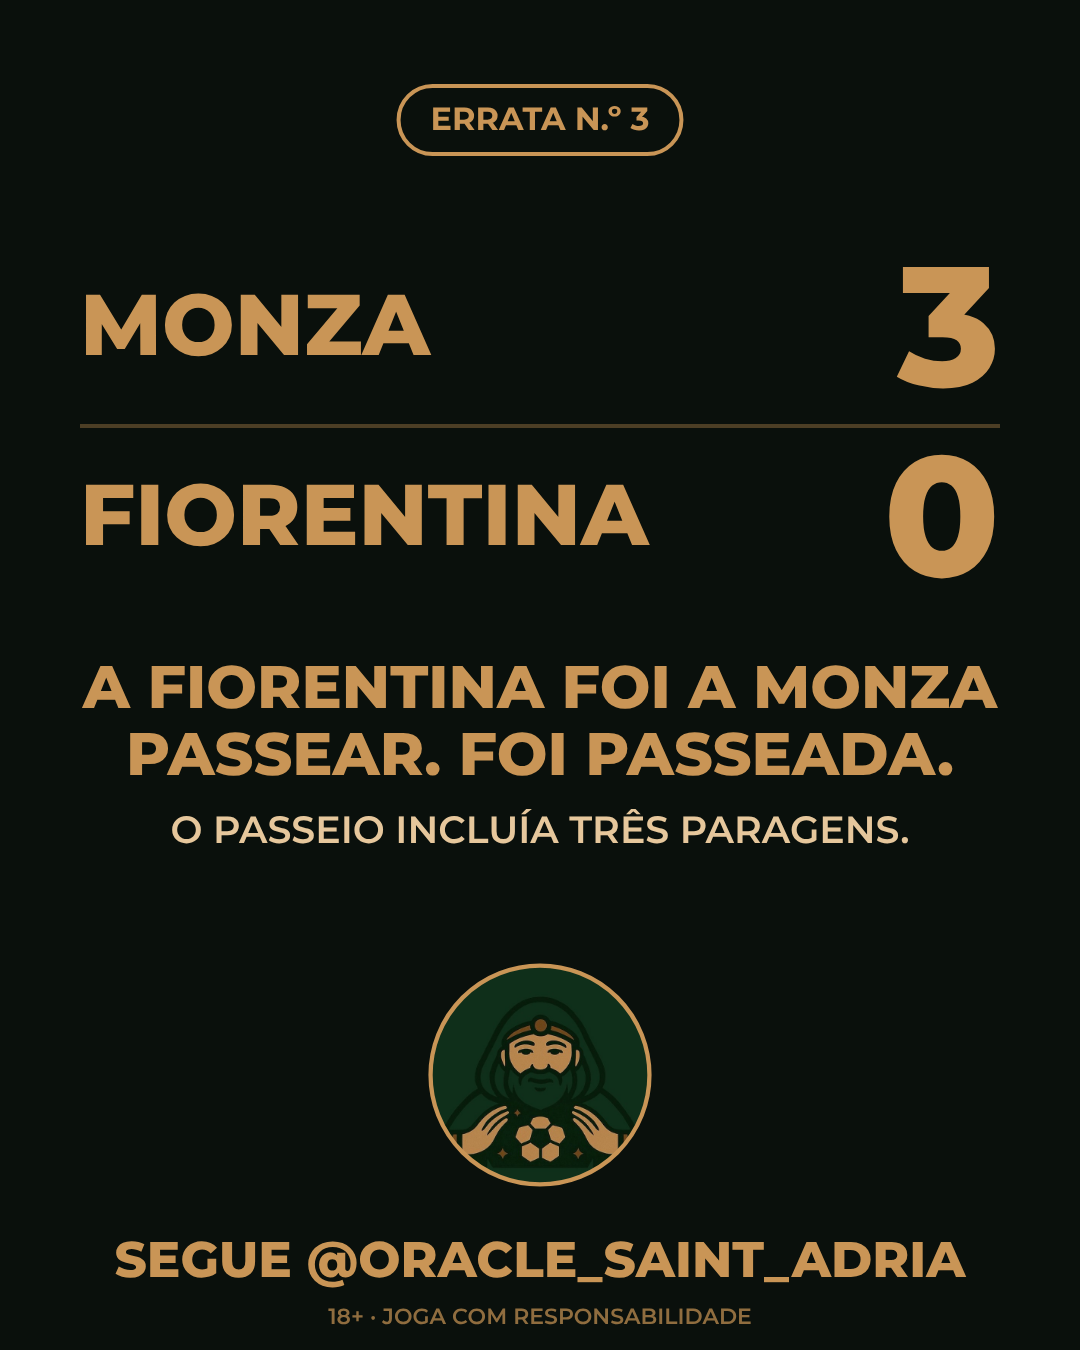 ERRATA N.º 3
MONZA 3
FIORENTINA 0
A FIORENTINA FOI A MONZA
PASSEAR. FOI PASSEADA.
O PASSEIO INCLUÍA TRÊS PARAGENS.
SEGUE @ORACLE_SAINT_ADRIA
18+ · JOGA COM RESPONSABILIDADE